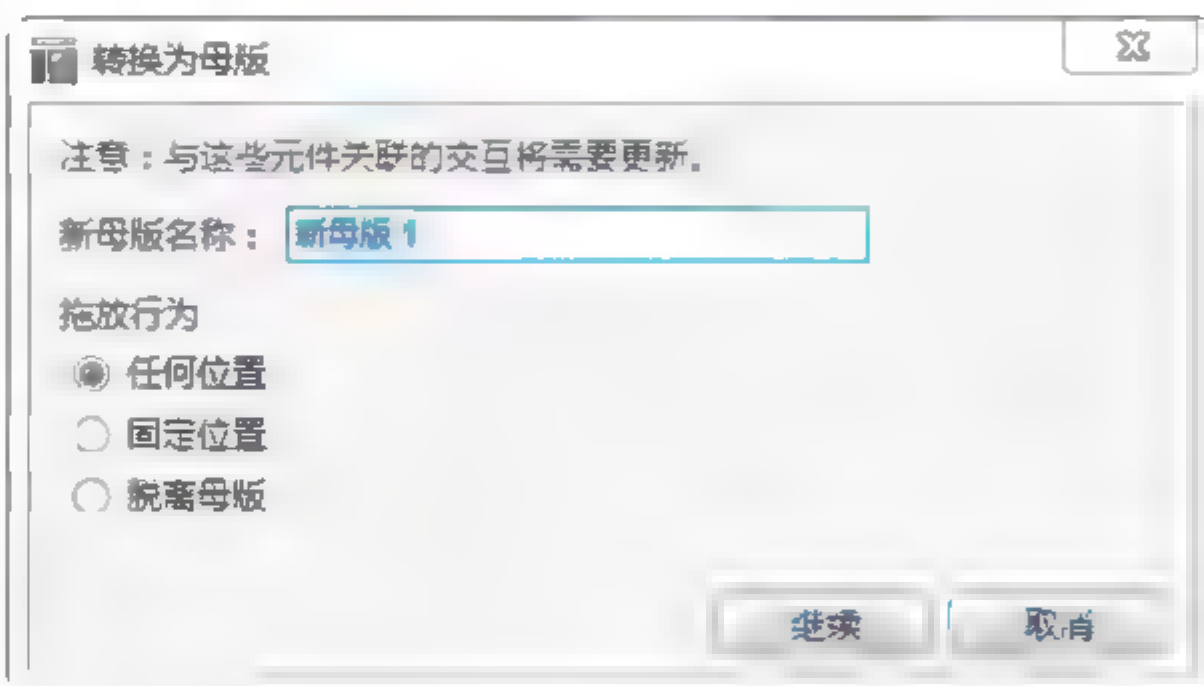 转换为母版
注意：与这些元件关联的交互将需要更新。
新母版名称： 新母版 1
拖放行为
任何位置
固定位置
脱离母版
继续 取消